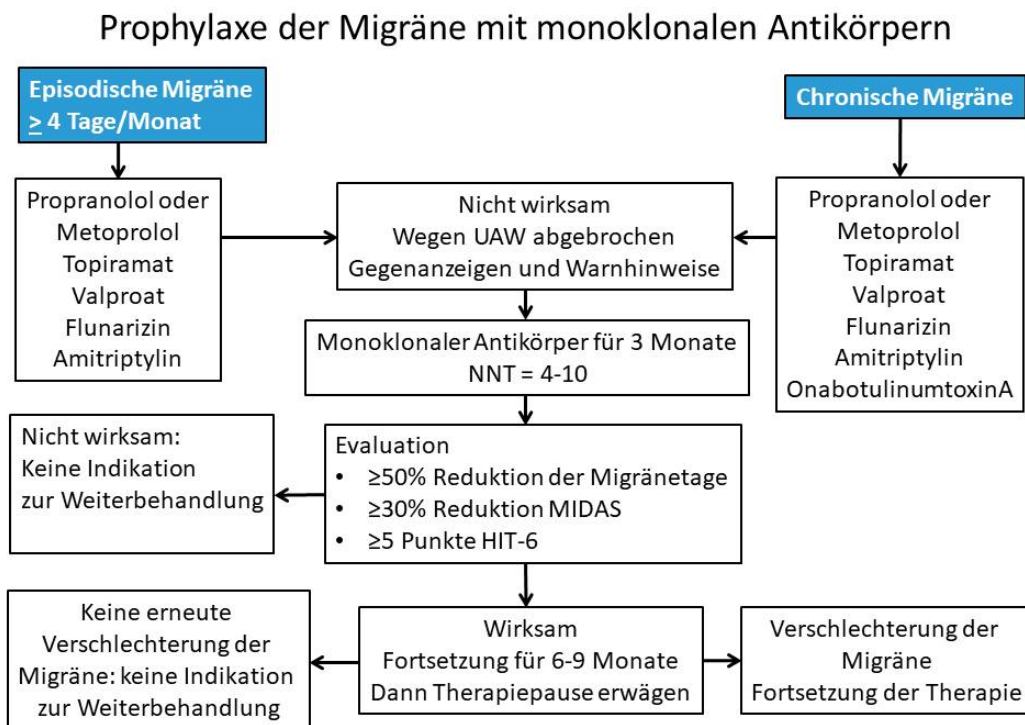 Prophylaxe der Migräne mit monoklonalen Antikörpern
Episodische Migräne
≥ 4 Tage/Monat
Chronische Migräne
Propranolol oder
Metoprolol
Topiramat
Valproat
Flunarizin
Amitriptylin
Nicht wirksam
Wegen UAW abgebrochen
Gegenanzeigen und Warnhinweise
Propranolol oder
Metoprolol
Topiramat
Valproat
Flunarizin
Amitriptylin
OnabotulinumtoxinA
Monoklonaler Antikörper für 3 Monate
NNT = 4-10
Nicht wirksam:
Keine Indikation
zur Weiterbehandlung
Evaluation
• ≥50% Reduktion der Migränetage
• ≥30% Reduktion MIDAS
• ≥5 Punkte HIT-6
Keine erneute
Verschlechterung der
Migräne: keine Indikation
zur Weiterbehandlung
Wirksam
Fortsetzung für 6-9 Monate
Dann Therapiepause erwägen
Verschlechterung der
Migräne
Fortsetzung der Therapie